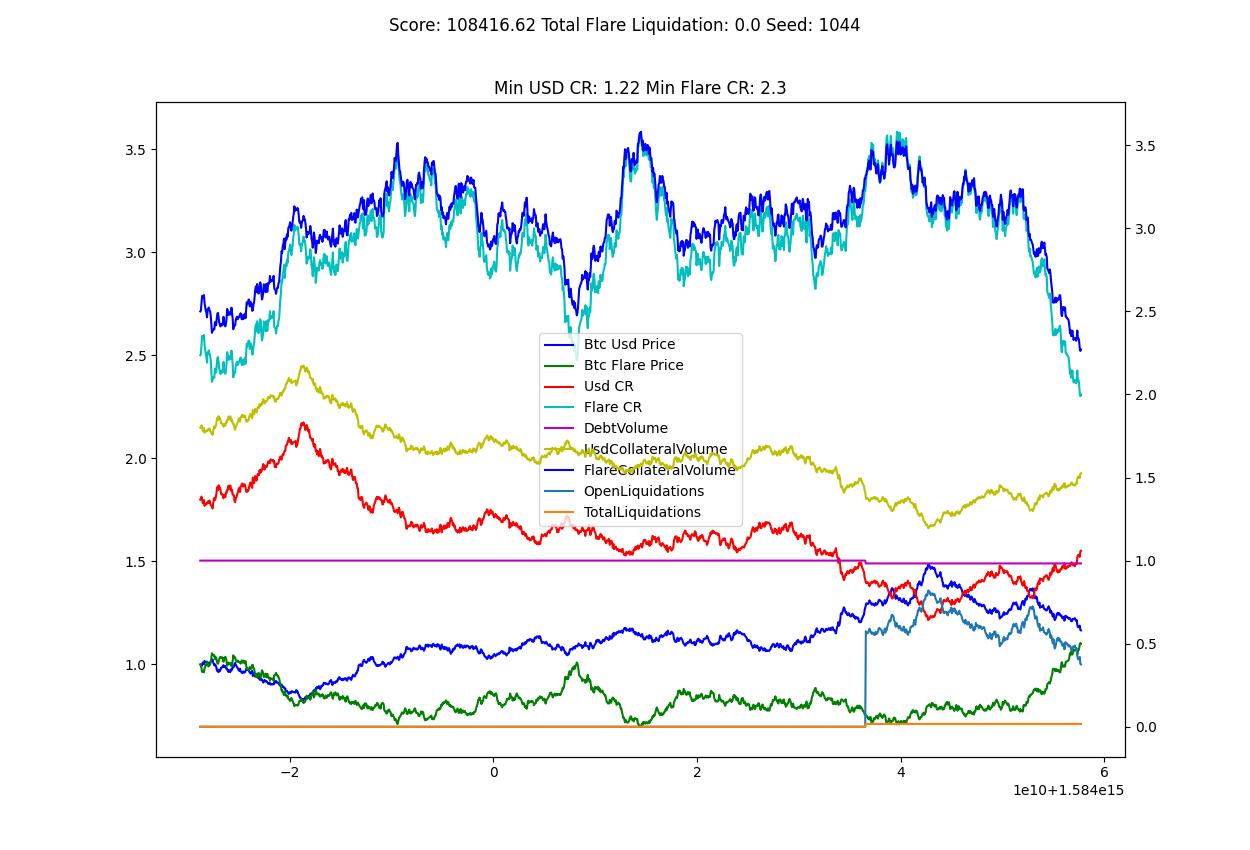 Score: 108416.62 Total Flare Liquidation: 0.0 Seed: 1044
Min USD CR: 1.22 Min Flare CR: 2.3
3.5
3.0
2.5
2.0
1.5
1.0
3.5
3.0
2.5
2.0
1.5
1.0
0.5
0.0
Btc Usd Price
Btc Flare Price
Usd CR
Flare CR
DebtVolume
UsdCollateralVolume
FlareCollateralVolume
OpenLiquidations
TotalLiquidations
−2 0 2 4 6
1e10+1.584e15